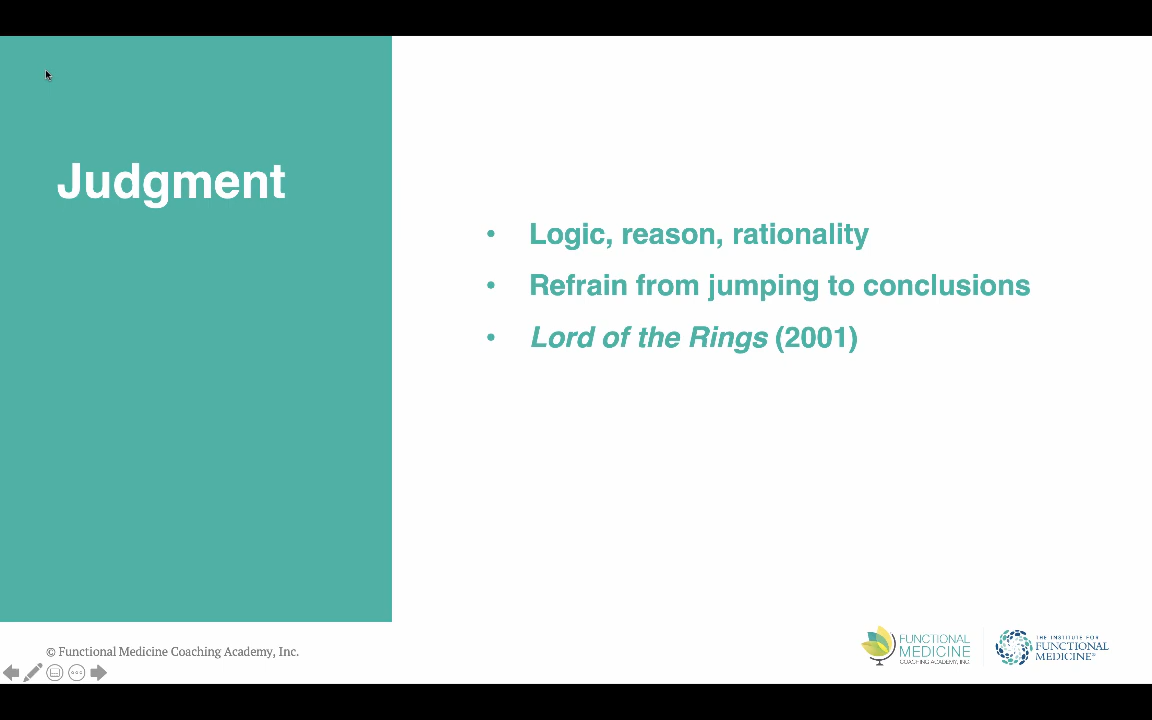 Judgment
• Logic, reason, rationality
• Refrain from jumping to conclusions
• Lord of the Rings (2001)
© Functional Medicine Coaching Academy, Inc.
FUNCTIONAL
MEDICINE
COACHING ACADEMY, INC.
THE INSTITUTE FOR
FUNCTIONAL
MEDICINE